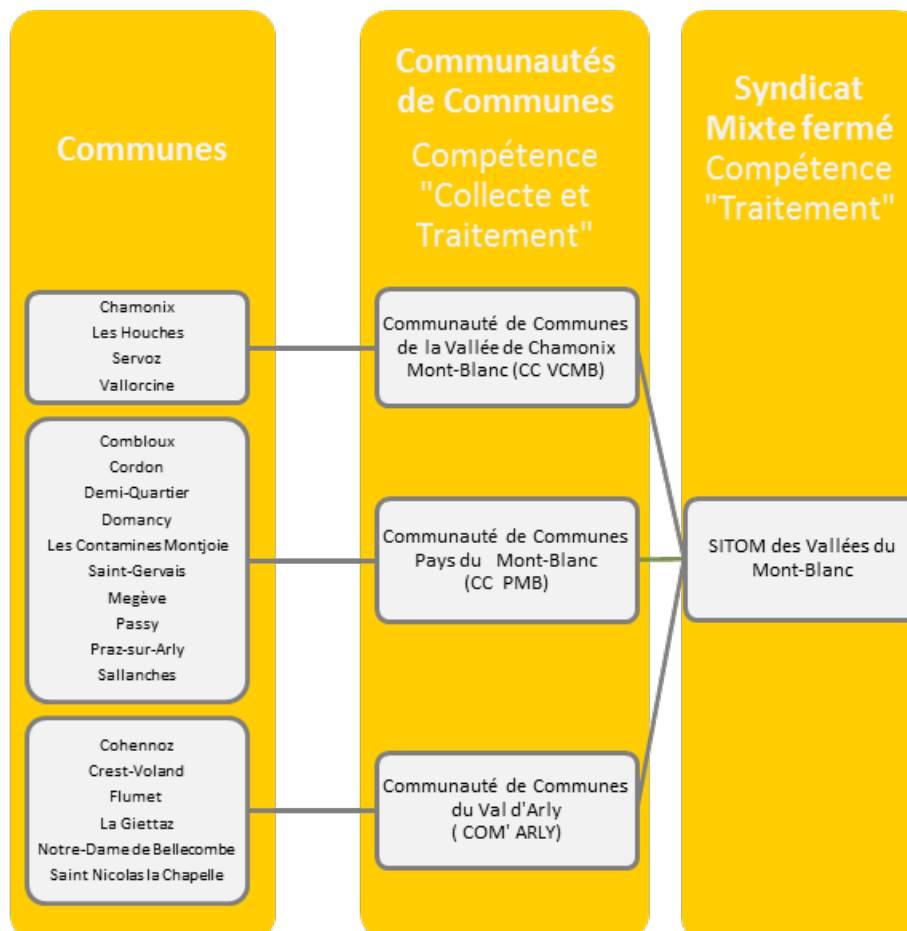 Communes
Chamonix
Les Houches
Servoz
Vallorcine
Combloux
Cordon
Demi-Quartier
Domancy
Les Contamines Montjoie
Saint-Gervais
Megève
Passy
Praz-sur-Arly
Sallanches
Cohennoz
Crest-Voland
Flumet
La Giettaz
Notre-Dame de Bellecombe
Saint Nicolas la Chapelle
Communautés
de Communes
Compétence
"Collecte et
Traitement"
Communauté de Communes
de la Vallée de Chamonix
Mont-Blanc (CC VCMB)
Communauté de Communes
Pays du Mont-Blanc
(CC PMB)
Communauté de Communes
du Val d'Arly
( COM' ARLY)
Syndicat
Mixte fermé
Compétence
"Traitement"
SITOM des Vallées du
Mont-Blanc